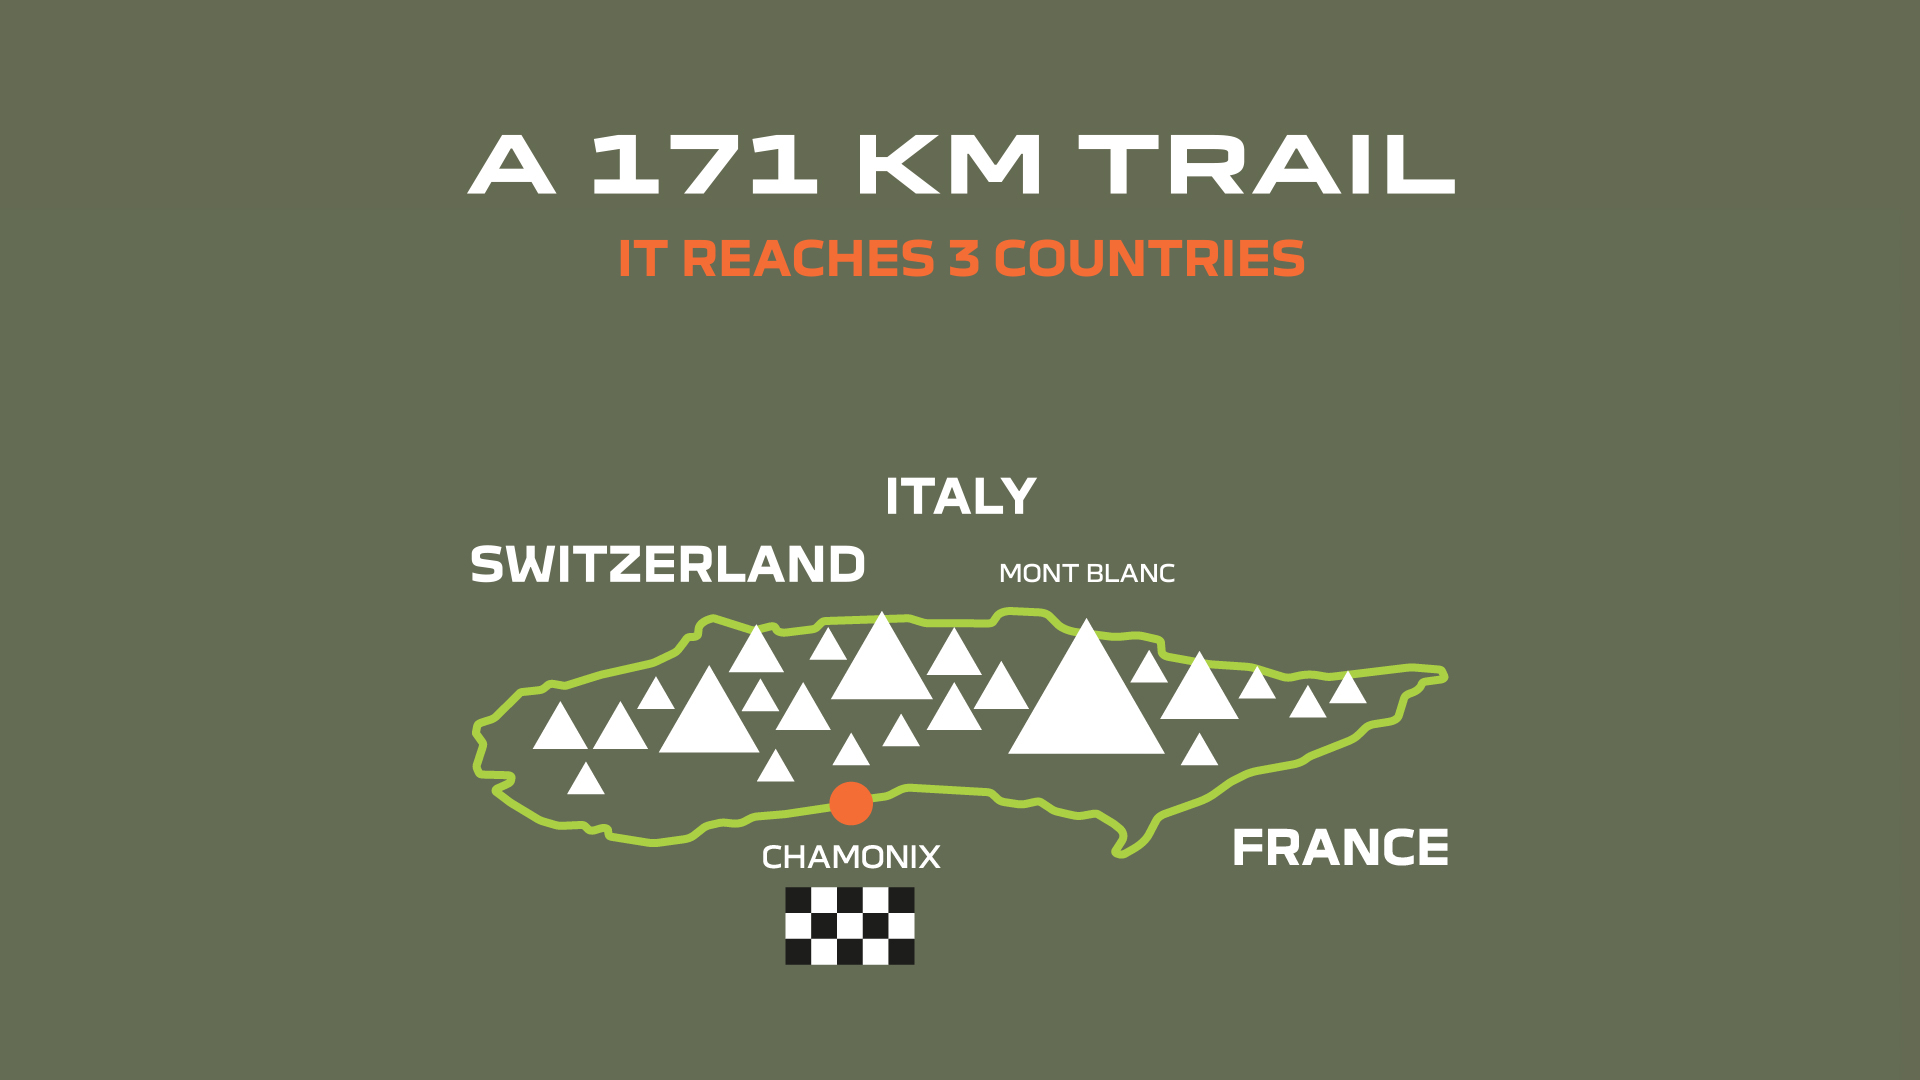 A 171 KM TRAIL
IT REACHES 3 COUNTRIES
ITALY
SWITZERLAND
MONT BLANC
FRANCE
CHAMONIX